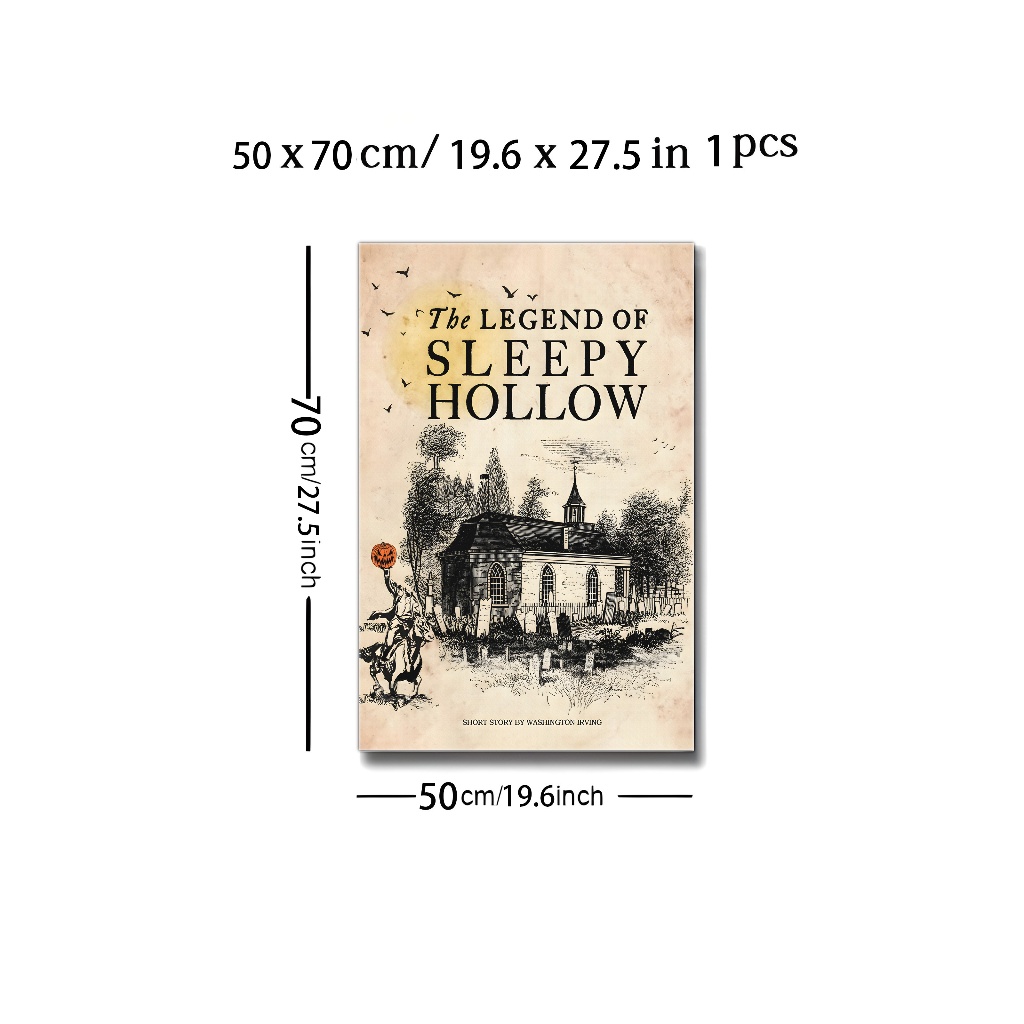 50 x 70 cm/ 19.6 x 27.5 in 1 pcs
The LEGEND OF
SLEEPY
HOLLOW
70cm/27.5inch
SHORT STORY BY WASHINGTON IRVING
50cm/19.6inch